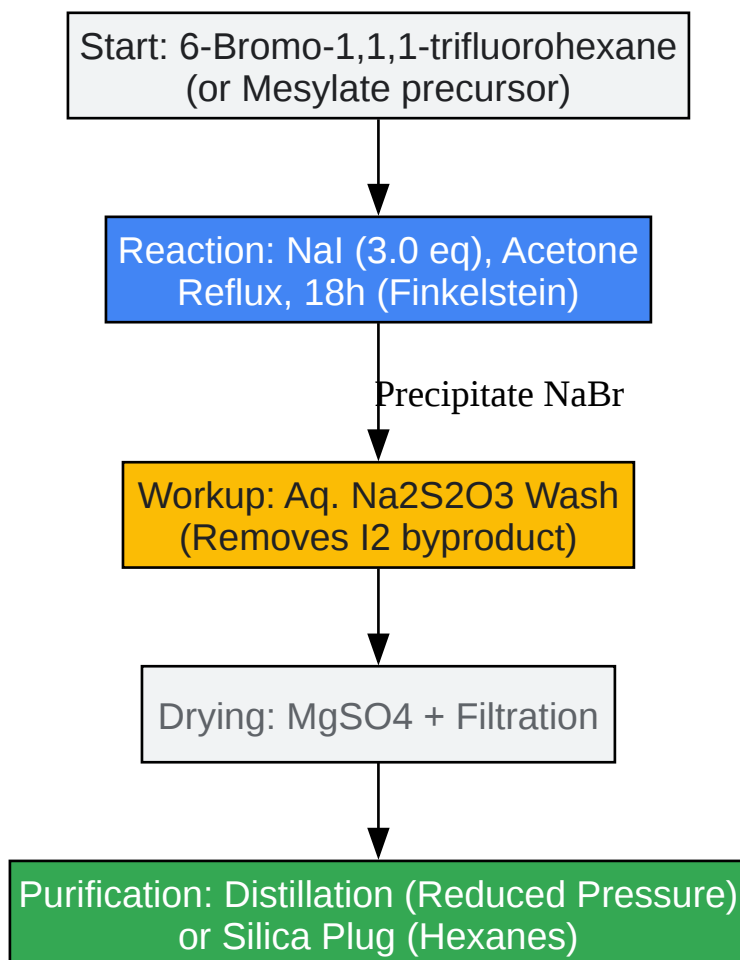 Start: 6-Bromo-1,1,1-trifluorohexane
(or Mesylate precursor)
Reaction: NaI (3.0 eq), Acetone
Reflux, 18h (Finkelstein)
Precipitate NaBr
Workup: Aq. Na2S2O3 Wash
(Removes I2 byproduct)
Drying: MgSO4 + Filtration
Purification: Distillation (Reduced Pressure)
or Silica Plug (Hexanes)